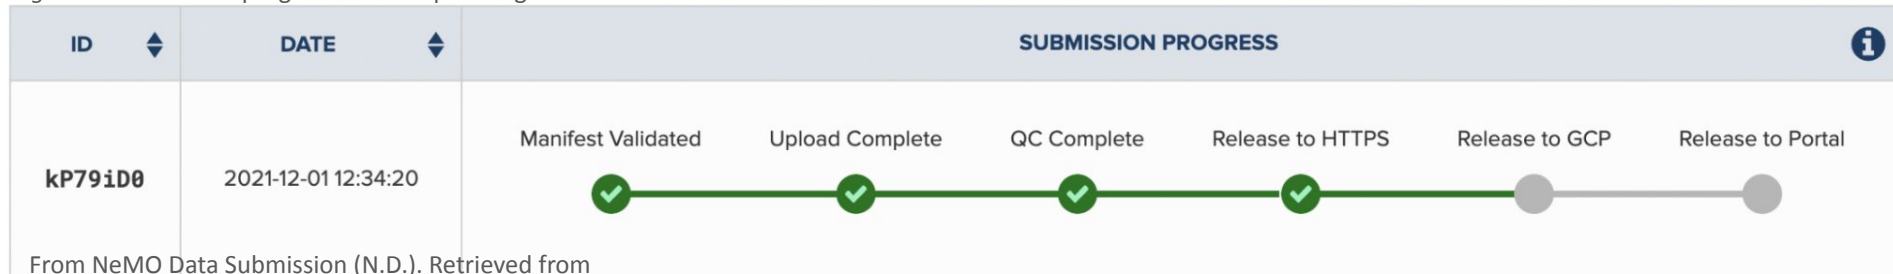 ID DATE SUBMISSION PROGRESS
Manifest Validated Upload Complete QC Complete Release to HTTPS Release to GCP Release to Portal
kP79iD0 2021-12-01 12:34:20
From NeMO Data Submission (N.D.). Retrieved from